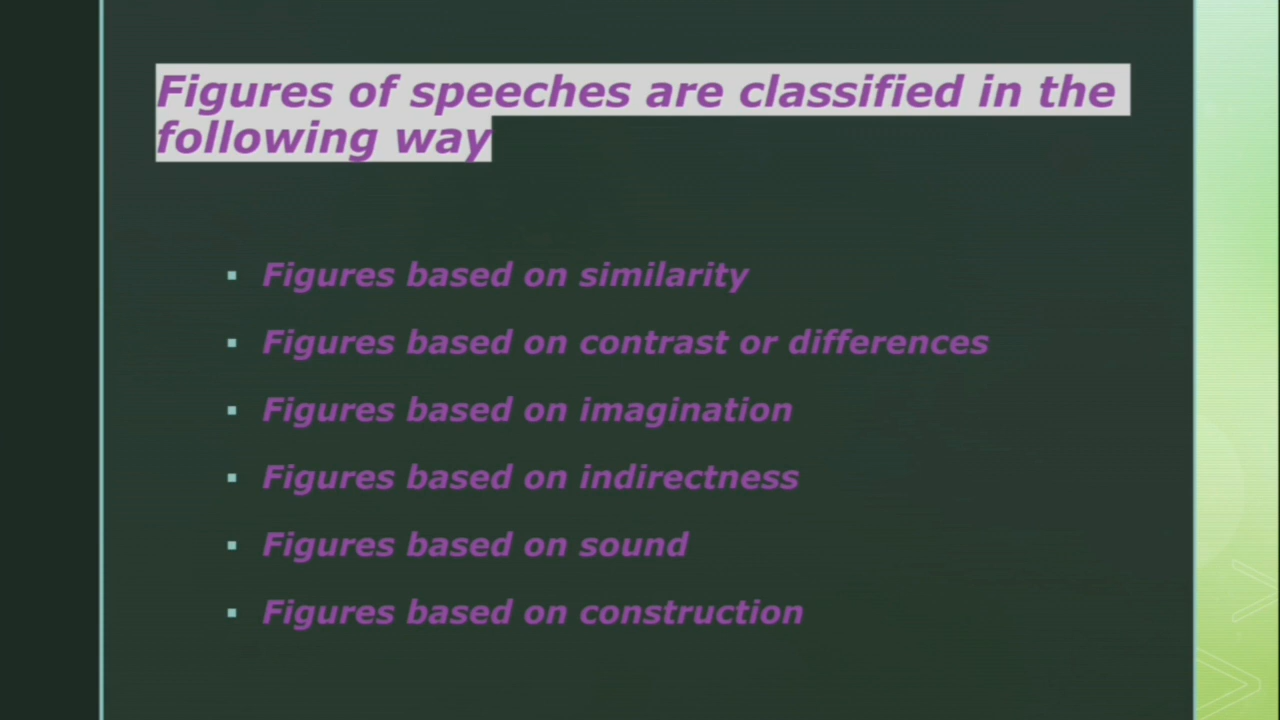 Figures of speeches are classified in the
following way
▪ Figures based on similarity
▪ Figures based on contrast or differences
▪ Figures based on imagination
▪ Figures based on indirectness
▪ Figures based on sound
▪ Figures based on construction